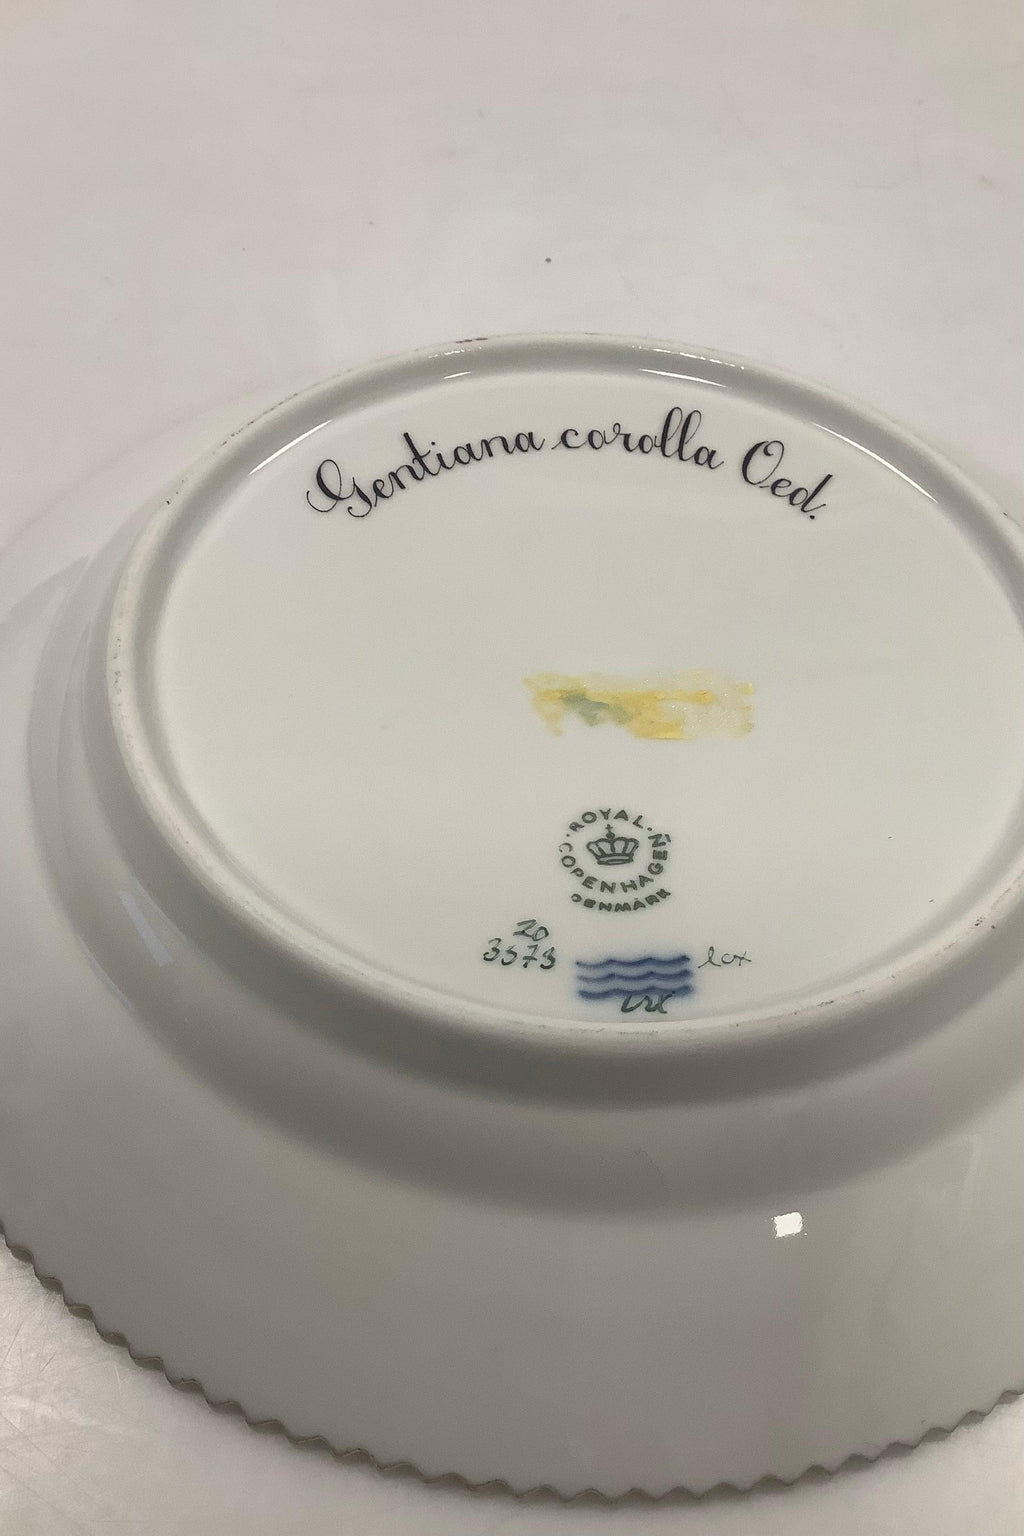 Gentiana corolla Oed.
ROYAL
COPENHAGEN
DENMARK
20
3573